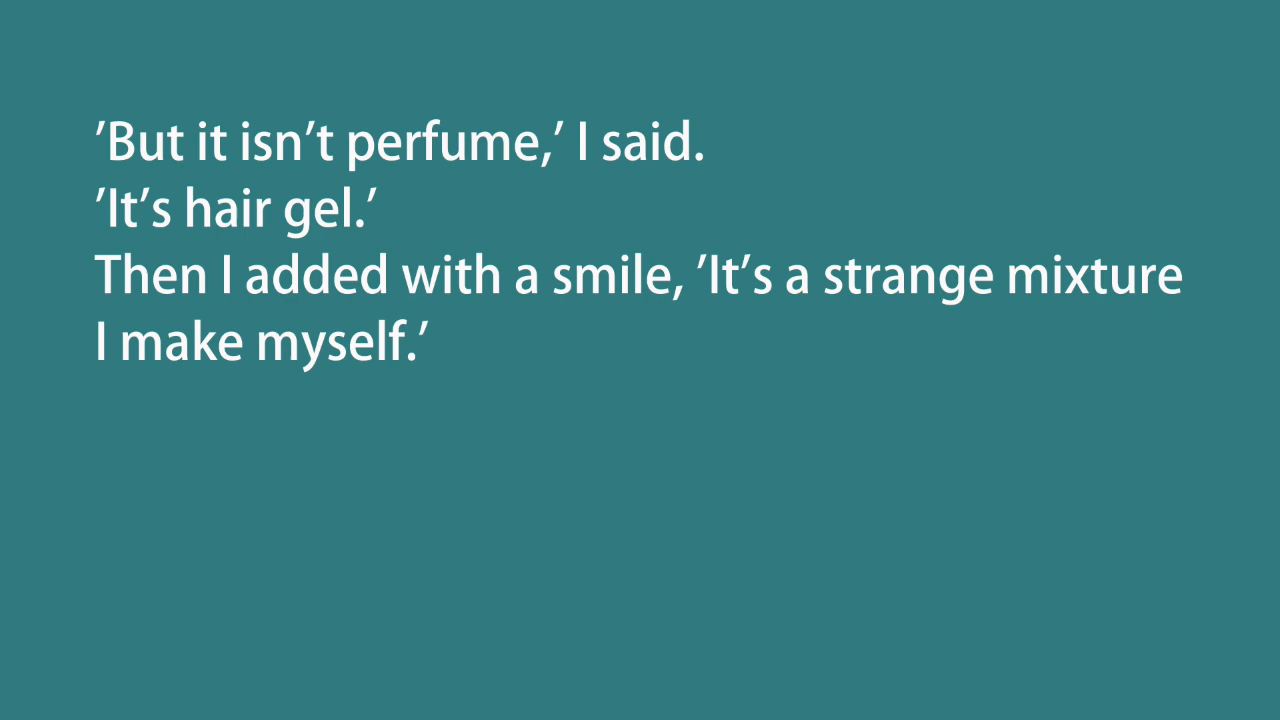 ’But it isn’t perfume,’ I said.
’It’s hair gel.’
Then I added with a smile, ’It’s a strange mixture
I make myself.’